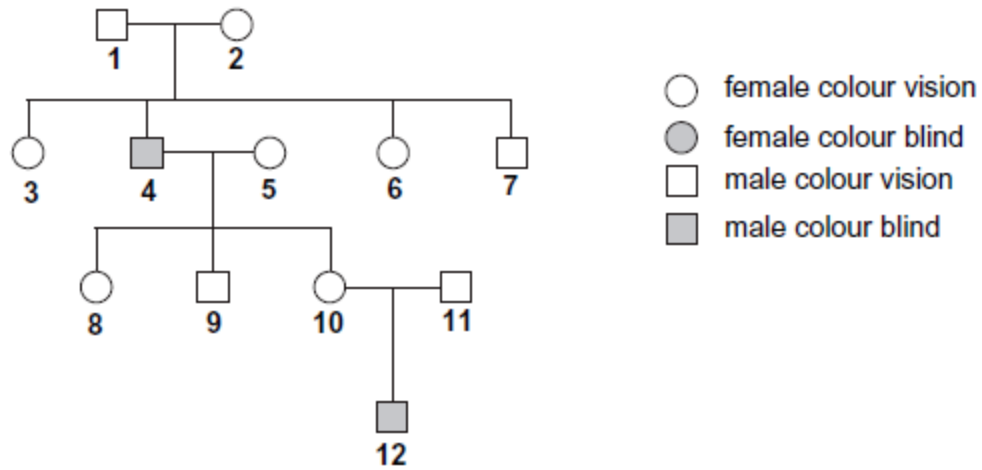 1 2
3 4 5 6 7
8 9 10 11
12
female colour vision
female colour blind
male colour vision
male colour blind